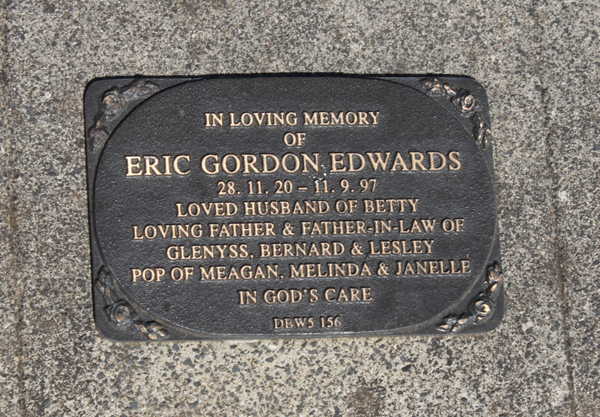 IN LOVING MEMORY
OF
ERIC GORDON EDWARDS
28. 11. 20 – 11. 9. 97
LOVED HUSBAND OF BETTY
LOVING FATHER & FATHER-IN-LAW OF
GLENYSS, BERNARD & LESLEY
POP OF MEAGAN, MELINDA & JANELLE
IN GOD'S CARE
DBW5 156